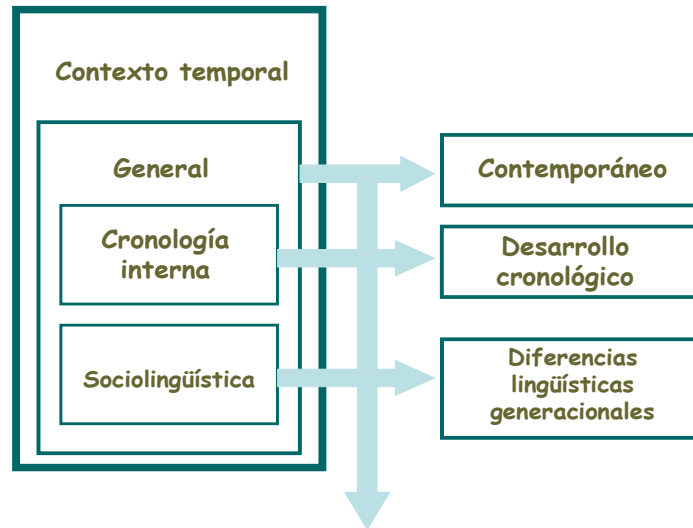 Contexto temporal
General
Contemporáneo
Cronología
interna
Desarrollo
cronológico
Sociolingüística
Diferencias
lingüísticas
generacionales